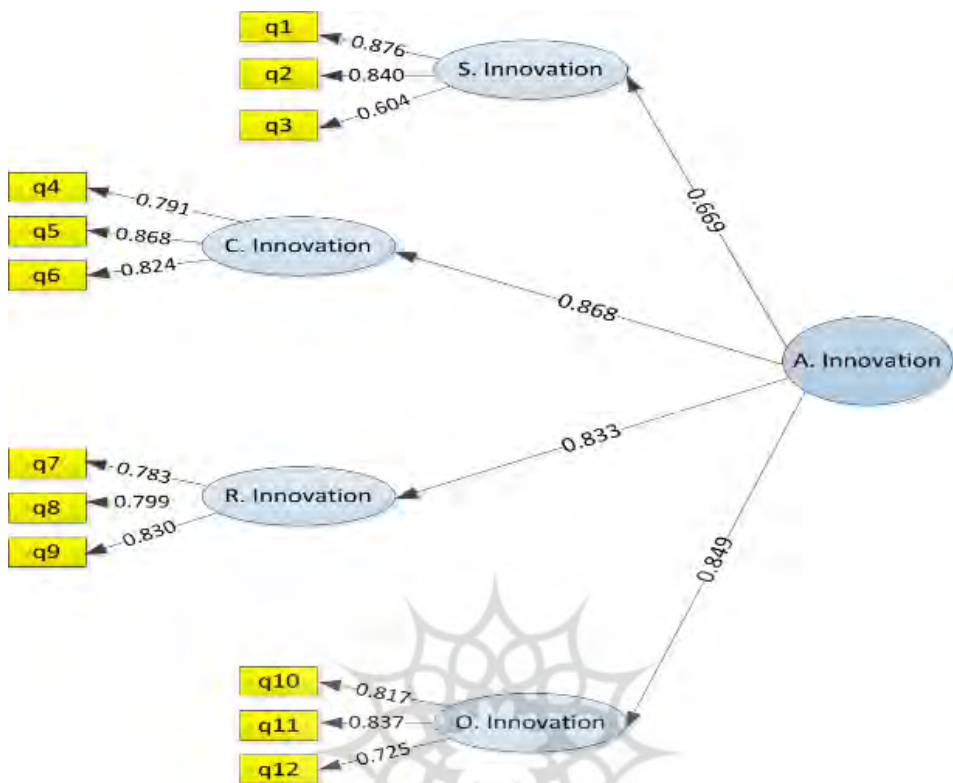 q1
0.876
S. Innovation
q2
0.840
q3
0.604
q4
0.791
q5
0.868
C. Innovation
q6
0.824
0.669
0.868
A. Innovation
0.833
q7
0.783
q8
0.799
R. Innovation
q9
0.830
0.849
q10
0.817
q11
0.837
O. Innovation
q12
0.725